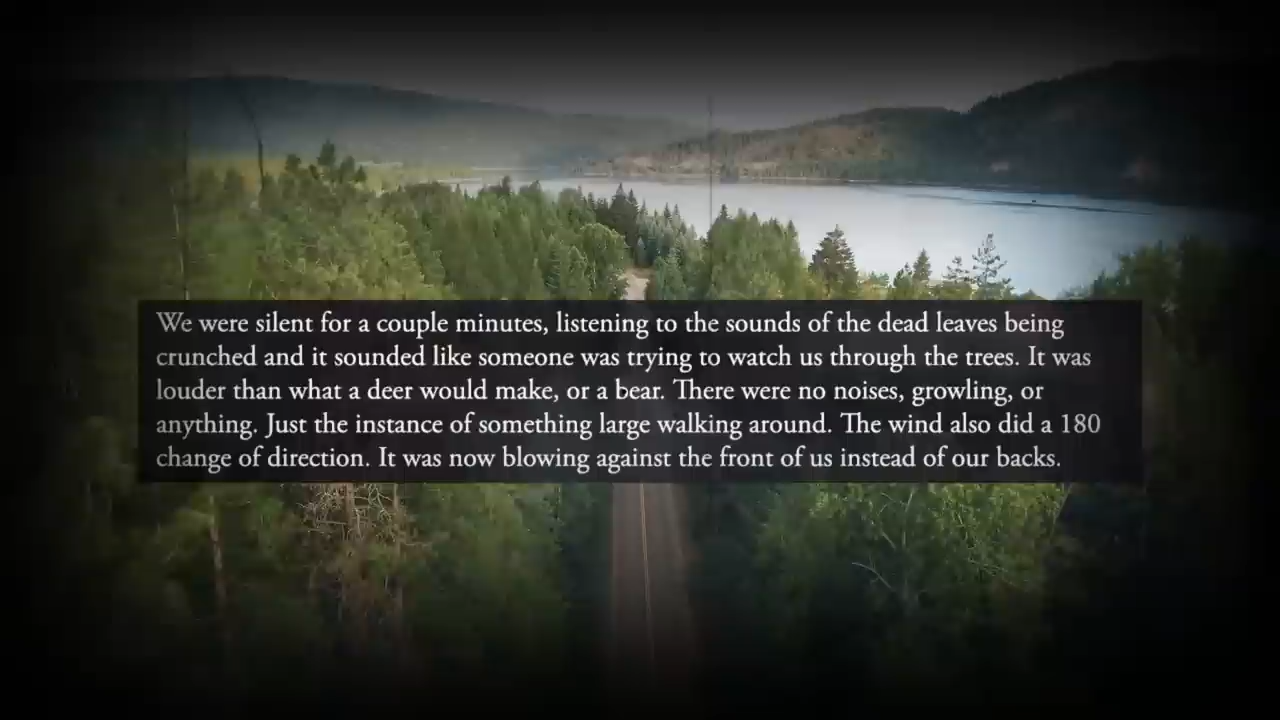 We were silent for a couple minutes, listening to the sounds of the dead leaves being
crunched and it sounded like someone was trying to watch us through the trees. It was
louder than what a deer would make, or a bear. There were no noises, growling, or
anything. Just the instance of something large walking around. The wind also did a 180
change of direction. It was now blowing against the front of us instead of our backs.